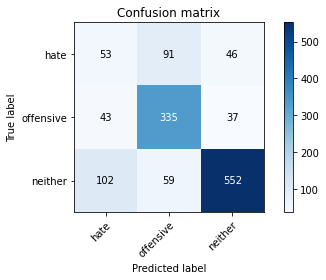 Confusion matrix
hate 53 91 46
offensive 43 335 37
neither 102 59 552
hate offensive neither
True label
Predicted label
500
400
300
200
100